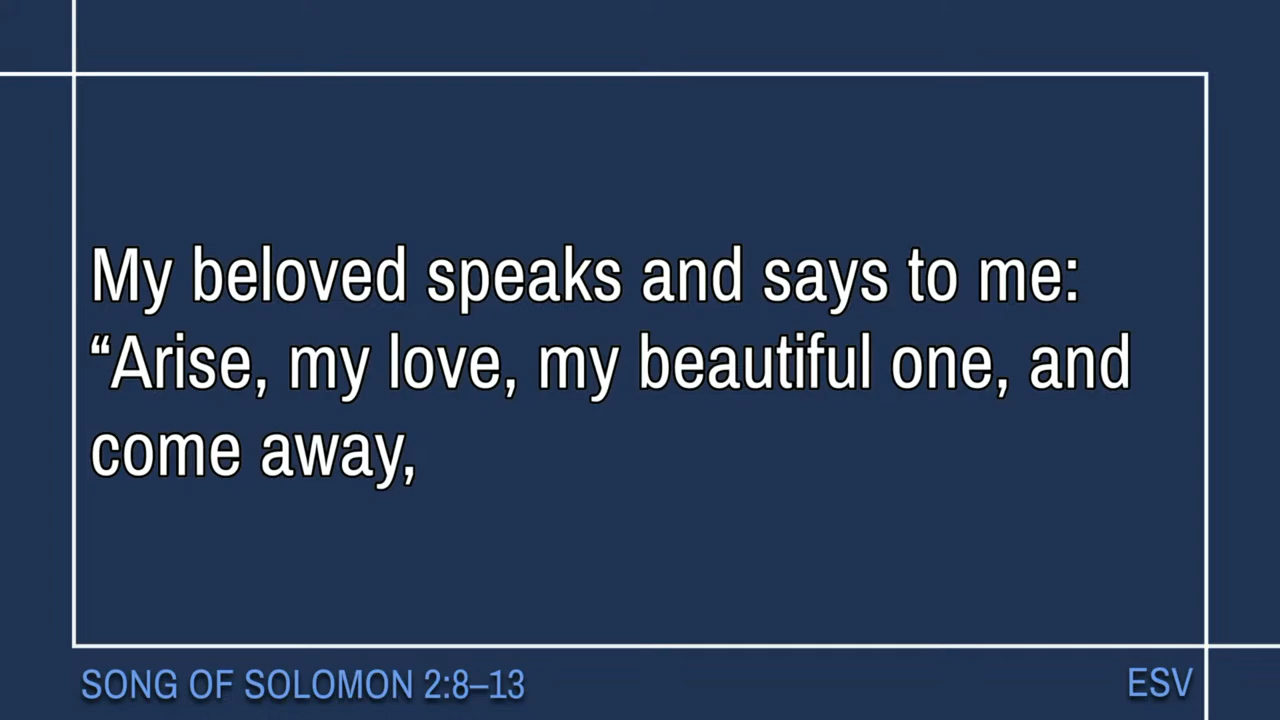 My beloved speaks and says to me:
“Arise, my love, my beautiful one, and
come away,
SONG OF SOLOMON 2:8–13
ESV